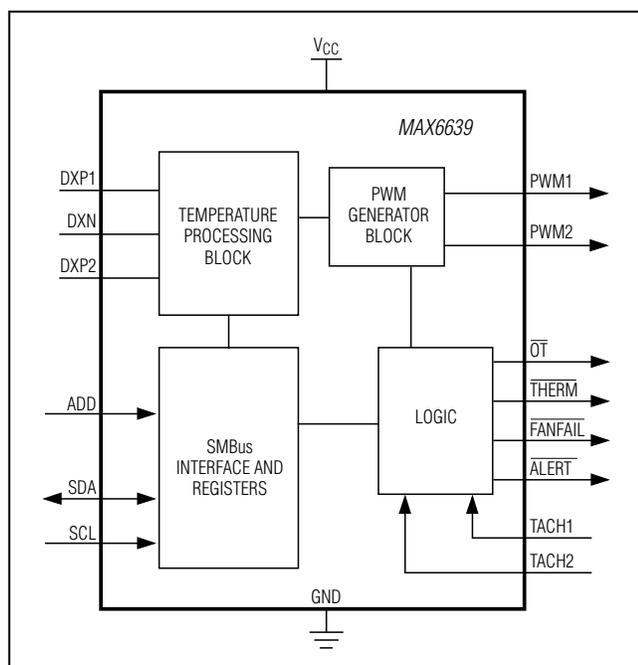 VCC
MAX6639
DXP1
DXN
DXP2
TEMPERATURE
PROCESSING
BLOCK
PWM
GENERATOR
BLOCK
PWM1
PWM2
ADD
SDA
SCL
SMBus
INTERFACE AND
REGISTERS
LOGIC
OT
THERM
FANFAIL
ALERT
TACH1
TACH2
GND